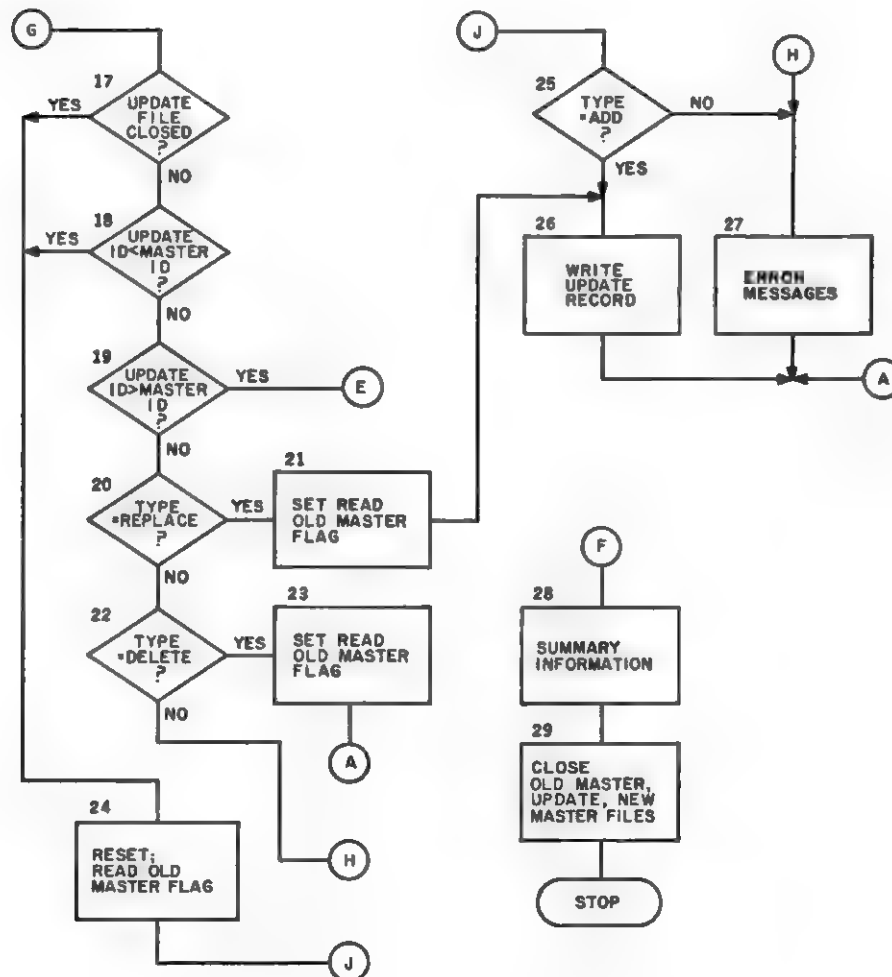 G
17
UPDATE
FILE
CLOSED
?
YES
NO
18
UPDATE
ID<MASTER
ID
?
YES
NO
19
UPDATE
ID>MASTER
ID
?
YES
E
NO
20
TYPE
=REPLACE
?
YES
21
SET READ
OLD MASTER
FLAG
NO
22
TYPE
=DELETE
?
YES
23
SET READ
OLD MASTER
FLAG
A
NO
H
24
RESET;
READ OLD
MASTER FLAG
J
J
25
TYPE
=ADD
?
NO
YES
H
26
WRITE
UPDATE
RECORD
27
ERROR
MESSAGES
A
F
28
SUMMARY
INFORMATION
29
CLOSE
OLD MASTER,
UPDATE, NEW
MASTER FILES
STOP